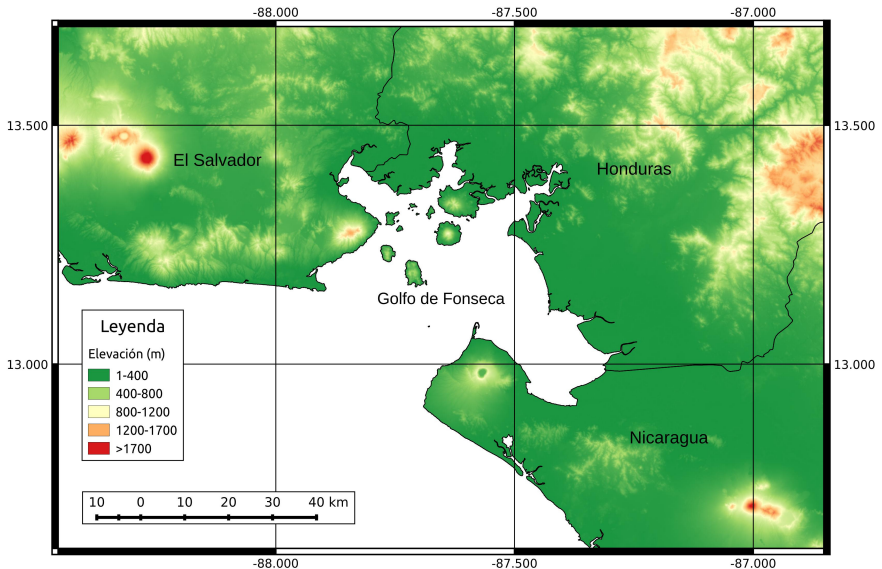 -88.000 -87.500 -87.000
13.500 13.500
El Salvador
Honduras
Golfo de Fonseca
Leyenda
Elevación (m)
1-400
400-800
800-1200
1200-1700
>1700
13.000 13.000
Nicaragua
10 0 10 20 30 40 km
-88.000 -87.500 -87.000